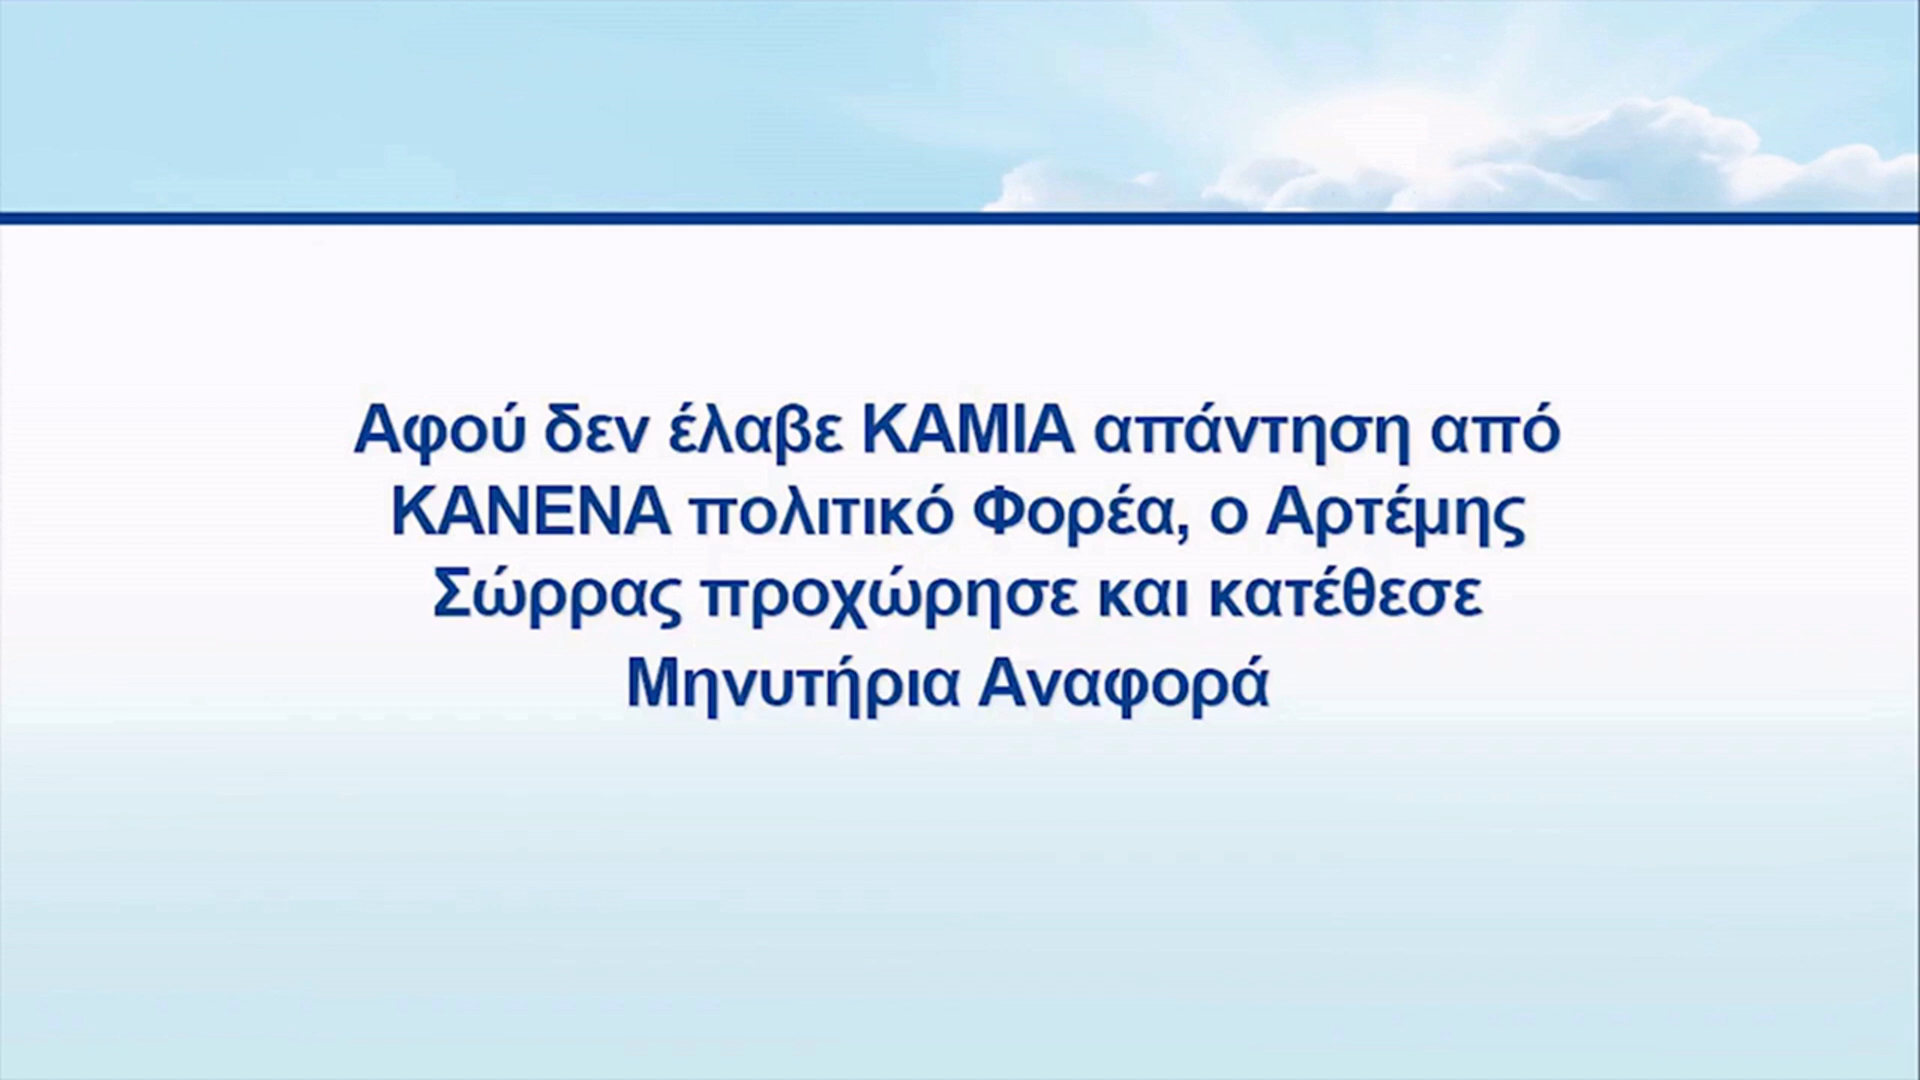 Αφού δεν έλαβε ΚΑΜΙΑ απάντηση από
ΚΑΝΕΝΑ πολιτικό Φορέα, ο Αρτέμης
Σώρρας προχώρησε και κατέθεσε
Μηνυτήρια Αναφορά